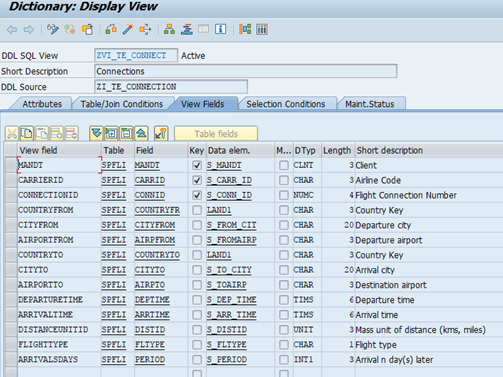 Dictionary: Display View
DDL SQL View ZVI_TE_CONNECT Active
Short Description Connections
DDL Source ZI_TE_CONNECTION
Attributes Table/Join Conditions View Fields Selection Conditions Maint.Status
Table fields
View field Table Field Key Data elem. M... DTyp Length Short description
MANDT SPFLI MANDT S_MANDT CLNT 3 Client
CARRIERID SPFLI CARRID S_CARR_ID CHAR 3 Airline Code
CONNECTIONID SPFLI CONNID S_CONN_ID NUMC 4 Flight Connection Number
COUNTRYFROM SPFLI COUNTRYFR LAND1 CHAR 3 Country Key
CITYFROM SPFLI CITYFROM S_FROM_CIT CHAR 20 Departure city
AIRPORTFROM SPFLI AIRPFROM S_FROMAIRP CHAR 3 Departure airport
COUNTRYTO SPFLI COUNTRYTO LAND1 CHAR 3 Country Key
CITYTO SPFLI CITYTO S_TO_CITY CHAR 20 Arrival city
AIRPORTTO SPFLI AIRPTO S_TOAIRP CHAR 3 Destination airport
DEPARTURETIME SPFLI DEPTIME S_DEP_TIME TIMS 6 Departure time
ARRIVALTIME SPFLI ARRTIME S_ARR_TIME TIMS 6 Arrival time
DISTANCEUNITID SPFLI DISTID S_DISTID UNIT 3 Mass unit of distance (kms, miles)
FLIGHTTYPE SPFLI FLTYPE S_FLTYPE CHAR 1 Flight type
ARRIVALSDAYS SPFLI PERIOD S_PERIOD INT1 3 Arrival n day(s) later